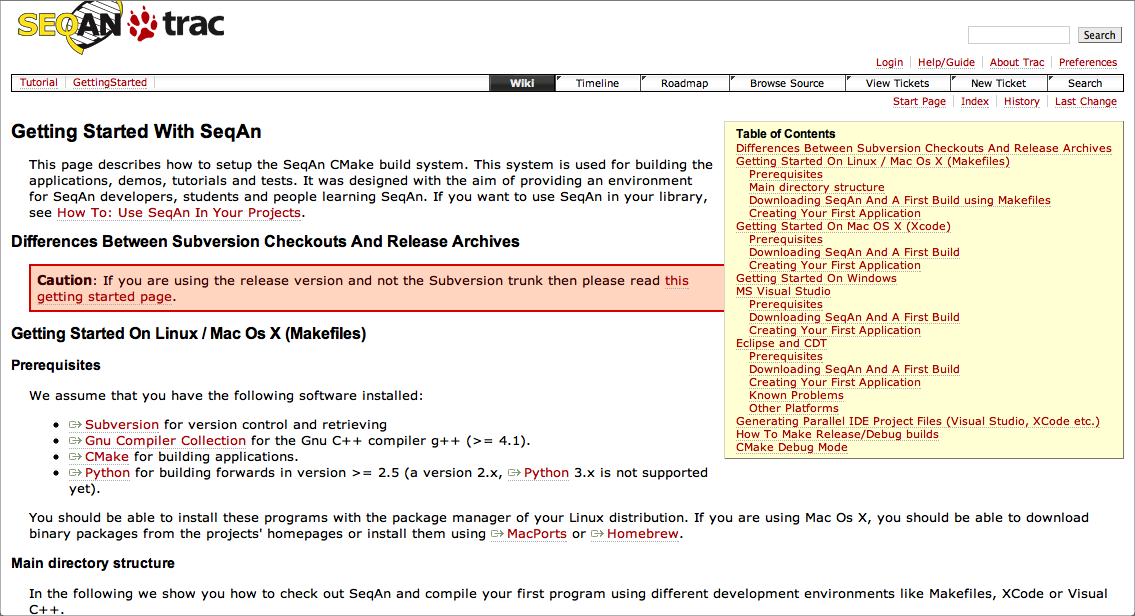 SEQAN trac
Search
Login Help/Guide About Trac Preferences
Tutorial GettingStarted Wiki Timeline Roadmap Browse Source View Tickets New Ticket Search
Start Page Index History Last Change
Getting Started With SeqAn
This page describes how to setup the SeqAn CMake build system. This system is used for building the
applications, demos, tutorials and tests. It was designed with the aim of providing an environment
for SeqAn developers, students and people learning SeqAn. If you want to use SeqAn in your library,
see How To: Use SeqAn In Your Projects.
Differences Between Subversion Checkouts And Release Archives
Caution: If you are using the release version and not the Subversion trunk then please read this
getting started page.
Table of Contents
Differences Between Subversion Checkouts And Release Archives
Getting Started On Linux / Mac Os X (Makefiles)
Prerequisites
Main directory structure
Downloading SeqAn And A First Build using Makefiles
Creating Your First Application
Getting Started On Mac OS X (Xcode)
Prerequisites
Downloading SeqAn And A First Build
Creating Your First Application
Getting Started On Windows
MS Visual Studio
Prerequisites
Downloading SeqAn And A First Build
Creating Your First Application
Eclipse and CDT
Prerequisites
Downloading SeqAn And A First Build
Creating Your First Application
Known Problems
Other Platforms
Generating Parallel IDE Project Files (Visual Studio, XCode etc.)
How To Make Release/Debug builds
CMake Debug Mode
Getting Started On Linux / Mac Os X (Makefiles)
Prerequisites
We assume that you have the following software installed:
• Subversion for version control and retrieving
• Gnu Compiler Collection for the Gnu C++ compiler g++ (>= 4.1).
• CMake for building applications.
• Python for building forwards in version >= 2.5 (a version 2.x, Python 3.x is not supported
yet).
You should be able to install these programs with the package manager of your Linux distribution. If you are using Mac Os X, you should be able to download
binary packages from the projects' homepages or install them using MacPorts or Homebrew.
Main directory structure
In the following we show you how to check out SeqAn and compile your first program using different development environments like Makefiles, XCode or Visual
C++.